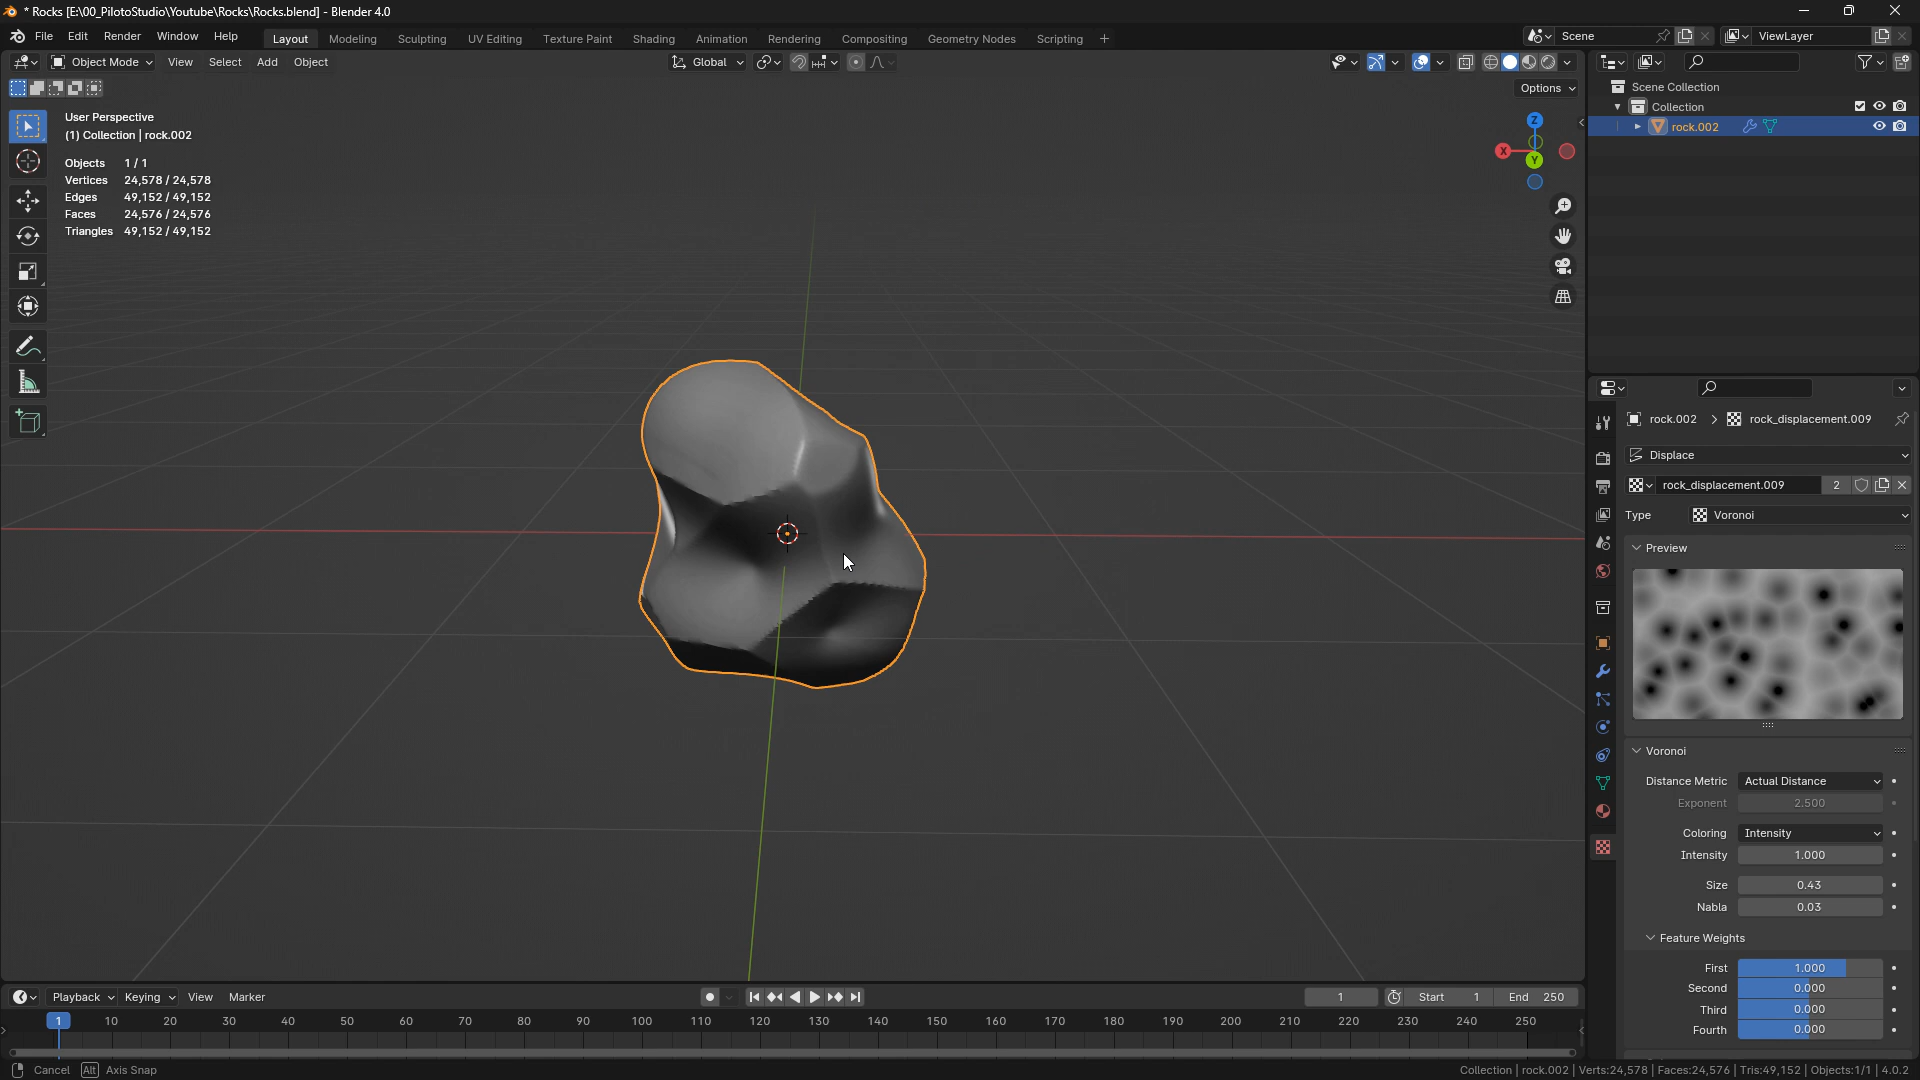 * Rocks [E:\00_PilotoStudio\Youtube\Rocks\Rocks.blend] - Blender 4.0
File Edit Render Window Help Layout Modeling Sculpting UV Editing Texture Paint Shading Animation Rendering Compositing Geometry Nodes Scripting + Scene ViewLayer
Object Mode View Select Add Object Global
Options
User Perspective
(1) Collection | rock.002
Objects 1 / 1
Vertices 24,578 / 24,578
Edges 49,152 / 49,152
Faces 24,576 / 24,576
Triangles 49,152 / 49,152
Z
X
Y
Scene Collection
Collection
rock.002
rock.002 > rock_displacement.009
Displace
rock_displacement.009 2
Type Voronoi
Preview
Voronoi
Distance Metric Actual Distance
Exponent 2.500
Coloring Intensity
Intensity 1.000
Size 0.43
Nabla 0.03
Feature Weights
First 1.000
Second 0.000
Third 0.000
Fourth 0.000
Playback Keying View Marker 1 Start 1 End 250
1 10 20 30 40 50 60 70 80 90 100 110 120 130 140 150 160 170 180 190 200 210 220 230 240 250
Cancel Alt Axis Snap Collection | rock.002 | Verts:24,578 | Faces:24,576 | Tris:49,152 | Objects:1/1 | 4.0.2